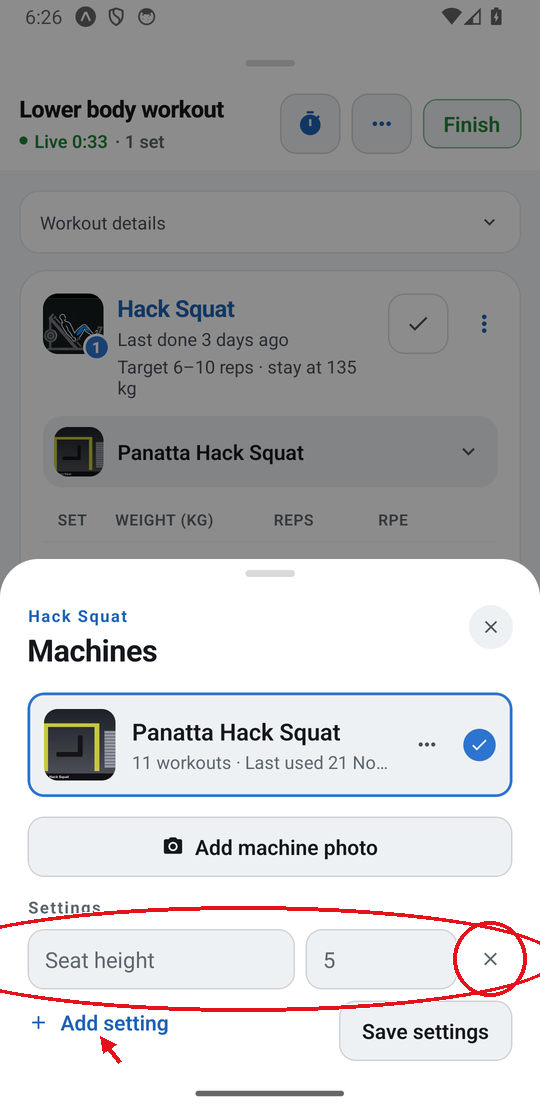 6:26
Lower body workout
Live 0:33 · 1 set
Finish
Workout details
Hack Squat
Last done 3 days ago
Target 6–10 reps · stay at 135
kg
1
Panatta Hack Squat
SET WEIGHT (KG) REPS RPE
Hack Squat
Machines
Panatta Hack Squat
11 workouts · Last used 21 No...
Hack Squat
Add machine photo
Settings
Seat height 5
+ Add setting
Save settings